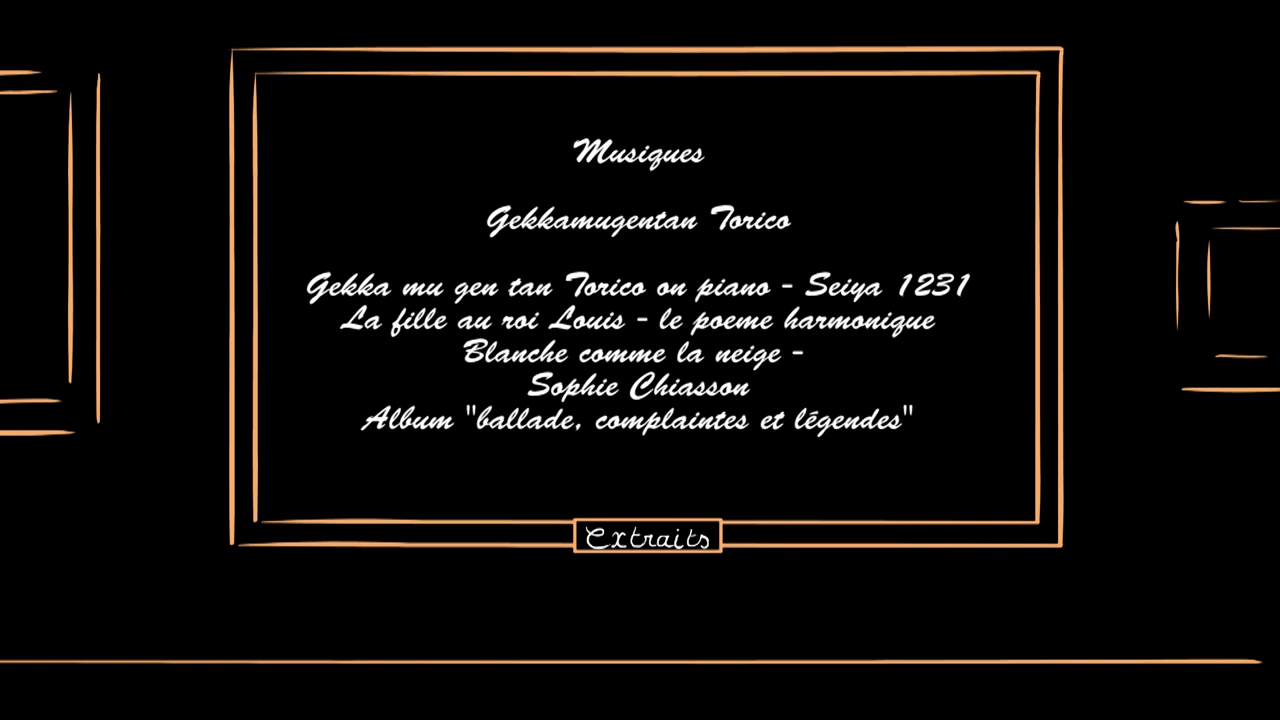 Musiques
Gekkamugentan Torico
Gekka mu gen tan Torico on piano - Seiya 1231
La fille au roi Louis - le poeme harmonique
Blanche comme la neige -
Sophie Chiasson
Album "ballade, complaintes et légendes"
Extraits